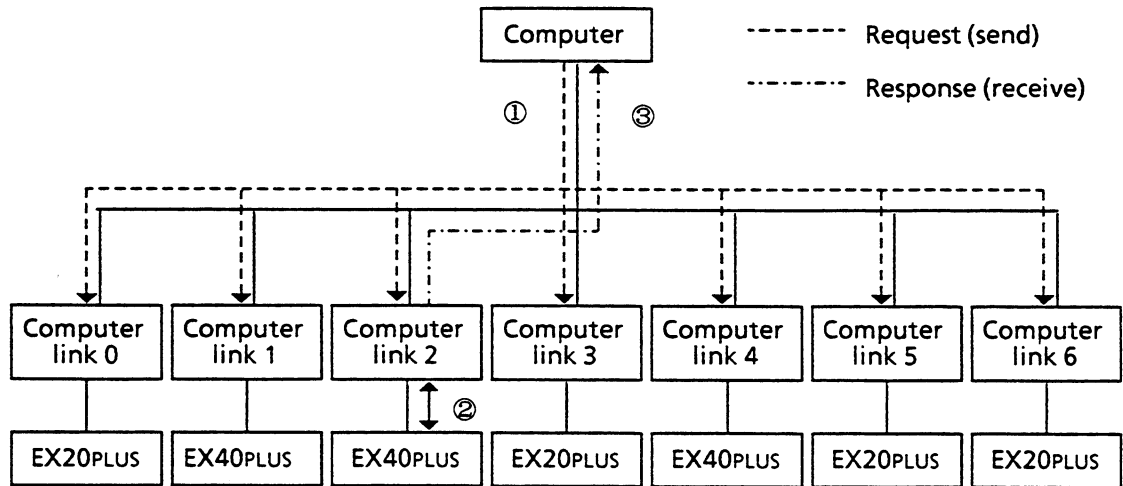 Computer
Request (send)
Response (receive)
①
③
Computer
link 0
Computer
link 1
Computer
link 2
Computer
link 3
Computer
link 4
Computer
link 5
Computer
link 6
②
EX20PLUS
EX40PLUS
EX40PLUS
EX20PLUS
EX40PLUS
EX20PLUS
EX20PLUS